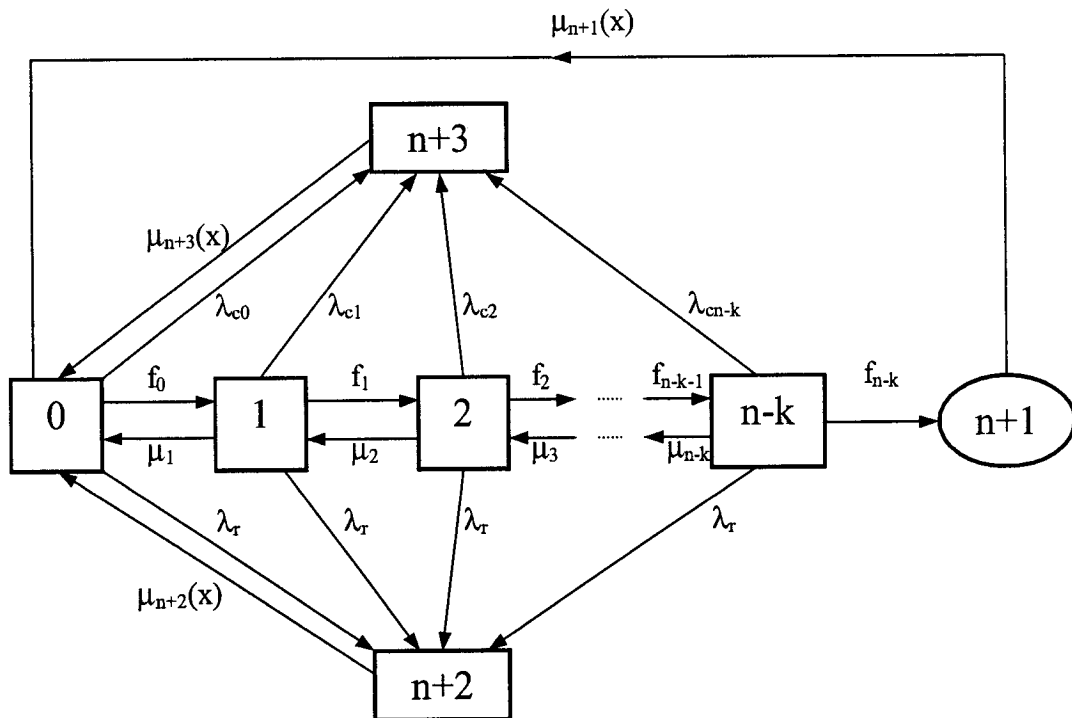 μn+1(x)
n+3
μn+3(x)
λc0
λc1
λc2
λcn-k
f0
f1
f2
fn-k-1
fn-k
0
1
2
......
n-k
n+1
μ1
μ2
μ3
......
μn-k
λr
λr
λr
λr
μn+2(x)
n+2